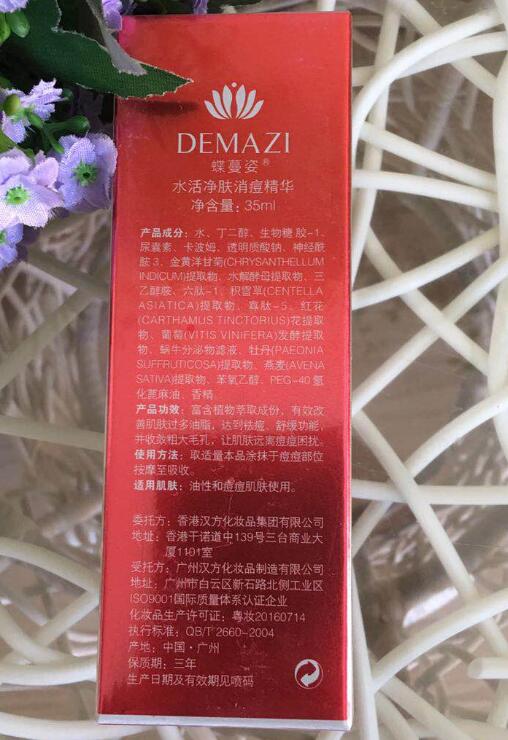 DEMAZI
蝶蔓姿®
水活净肤消痘精华
净含量：35ml
产品成分：水、丁二醇、生物糖胶-1、
尿囊素、卡波姆、透明质酸钠、神经酰
胺3、金黄洋甘菊(CHRYSANTHELLUM
INDICUM)提取物、水解酵母提取物、三
乙醇胺、六肽-1、积雪草(CENTELLA
ASIATICA)提取物、寡肽-5、红花
(CARTHAMUS TINCTORIUS)花提取
物、葡萄(VITIS VINIFERA)发酵提取
物、蜗牛分泌物滤液、牡丹(PAEONIA
SUFFRUTICOSA)提取物、燕麦(AVENA
SATIVA)提取物、苯氧乙醇、PEG-40氢
化蓖麻油、香精
产品功效：富含植物萃取成份，有效改
善肌肤过多油脂，达到祛痘、舒缓功能，
并收敛粗大毛孔，让肌肤远离痘痘困扰。
使用方法：取适量本品涂抹于痘痘部位
按摩至吸收。
适用肌肤：油性和痘痘肌肤使用。
委托方：香港汉方化妆品集团有限公司
地址：香港干诺道中139号三台商业大
厦1101室
受托方：广州汉方化妆品制造有限公司
地址：广州市白云区新石路北侧工业区
ISO9001国际质量体系认证企业
化妆品生产许可证：粤妆20160714
执行标准：QB/T 2660-2004
产地：中国·广州
保质期：三年
生产日期及有效期见喷码